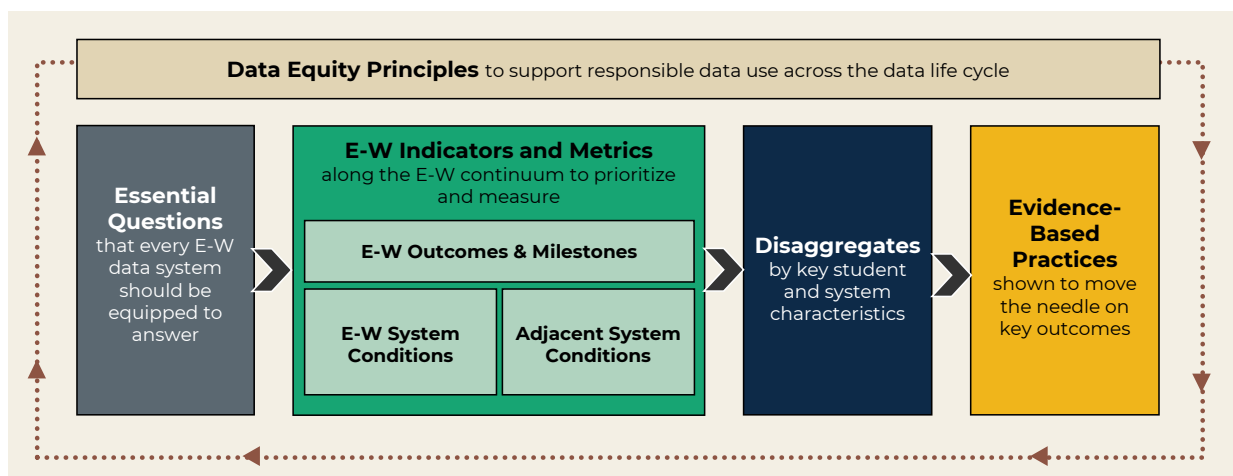 Data Equity Principles to support responsible data use across the data life cycle
Essential
Questions
that every E-W
data system
should be
equipped to
answer
E-W Indicators and Metrics
along the E-W continuum to prioritize
and measure
E-W Outcomes & Milestones
E-W System
Conditions
Adjacent System
Conditions
Disaggregates
by key student
and system
characteristics
Evidence-
Based
Practices
shown to move
the needle on
key outcomes